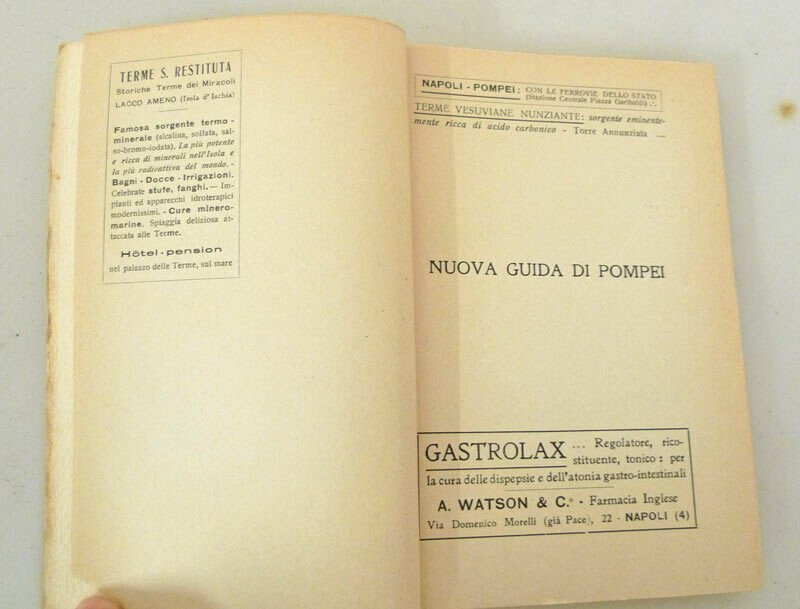 TERME S. RESTITUTA
Storiche Terme dei Miracoli
LACCO AMENO (Isola d'Ischia)
Famosa sorgente termo-
minerale (alcalina, solfata, sal-
so-bromo-iodata). La più potente
e ricca di minerali nell'Isola e
la più radioattiva del mondo. -
Bagni - Docce - Irrigazioni.
Celebrate stufe, fanghi. — Im-
pianti ed apparecchi idroterapici
modernissimi. - Cure minero-
marine. Spiaggia deliziosa at-
taccata alle Terme.
Hôtel-pension
nel palazzo delle Terme, sul mare
NAPOLI - POMPEI: CON LE FERROVIE DELLO STATO
(Stazione Centrale Piazza Garibaldi) .·.
TERME VESUVIANE NUNZIANTE: sorgente eminente-
mente ricca di acido carbonico - Torre Annunziata ...
NUOVA GUIDA DI POMPEI
GASTROLAX ... Regolatore, rico-
stituente, tonico: per
la cura delle dispepsie e dell'atonia gastro-intestinali
A. WATSON & C.º - Farmacia Inglese
Via Domenico Morelli (già Pace), 22 - NAPOLI (4)